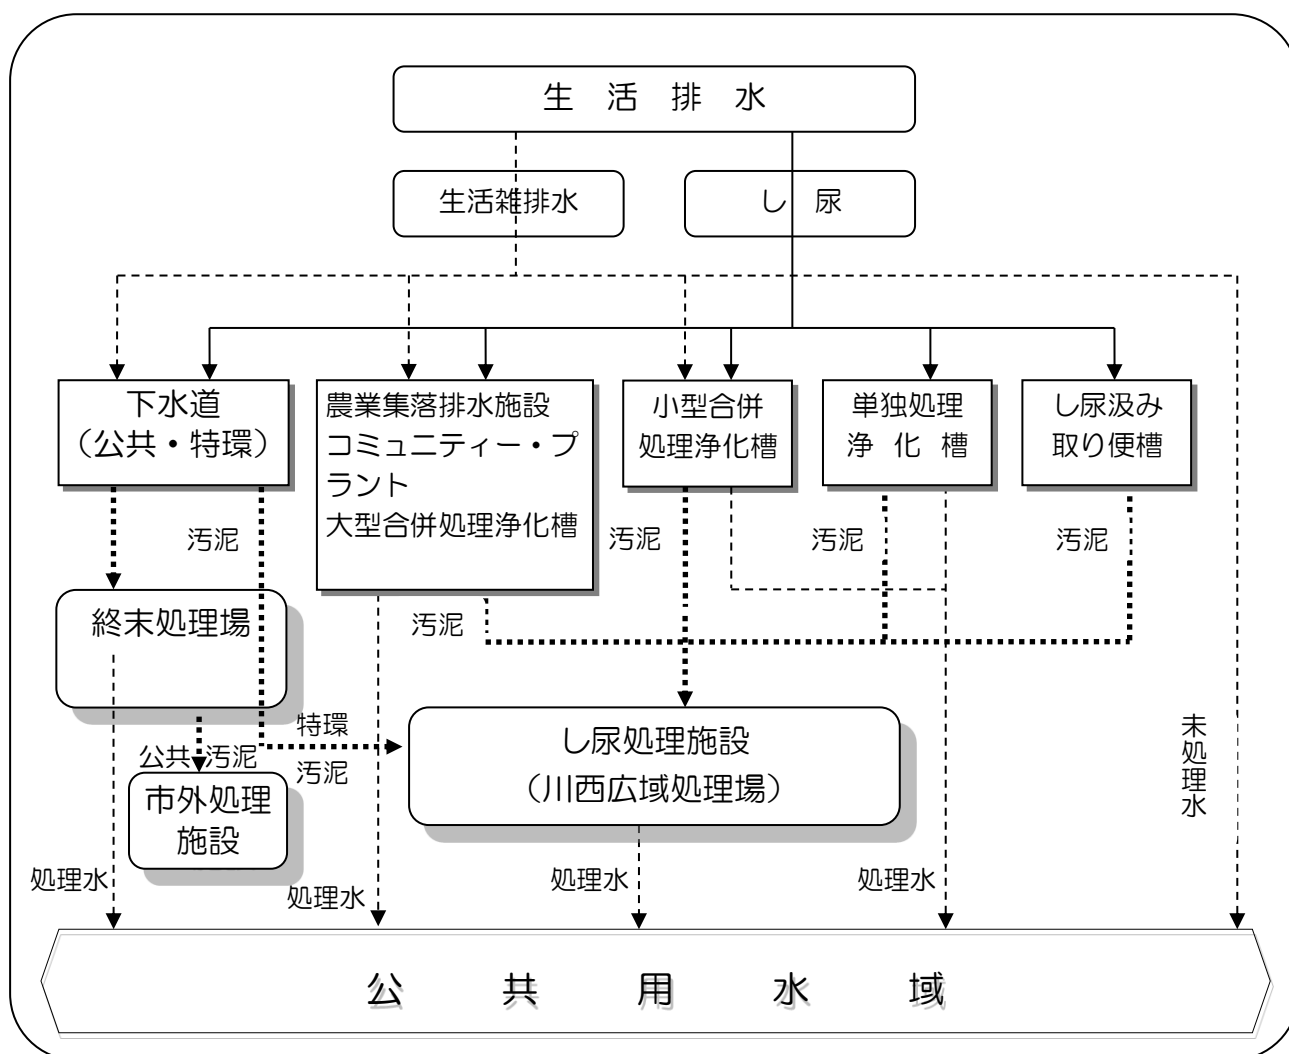 生活排水
生活雑排水
し尿
下水道
（公共・特環）
農業集落排水施設
コミュニティー・プ
ラント
大型合併処理浄化槽
小型合併
処理浄化槽
単独処理
浄化槽
し尿汲み
取り便槽
汚泥
汚泥
汚泥
汚泥
汚泥
終末処理場
特環
汚泥
公共 汚泥
市外処理
施設
し尿処理施設
（川西広域処理場）
未処理水
処理水
処理水
処理水
処理水
公共用水域